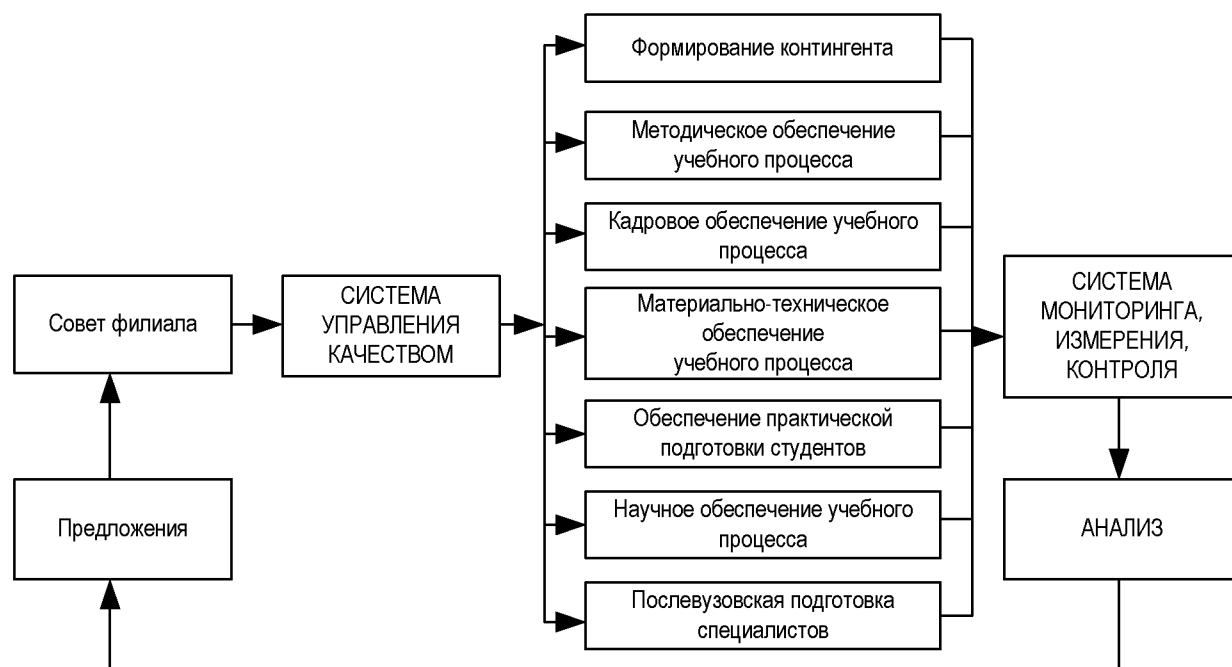 Формирование контингента
Методическое обеспечение
учебного процесса
Кадровое обеспечение учебного
процесса
Совет филиала
СИСТЕМА
УПРАВЛЕНИЯ
КАЧЕСТВОМ
Материально-техническое
обеспечение
учебного процесса
СИСТЕМА
МОНИТОРИНГА,
ИЗМЕРЕНИЯ,
КОНТРОЛЯ
Обеспечение практической
подготовки студентов
Предложения
Научное обеспечение учебного
процесса
АНАЛИЗ
Послевузовская подготовка
специалистов